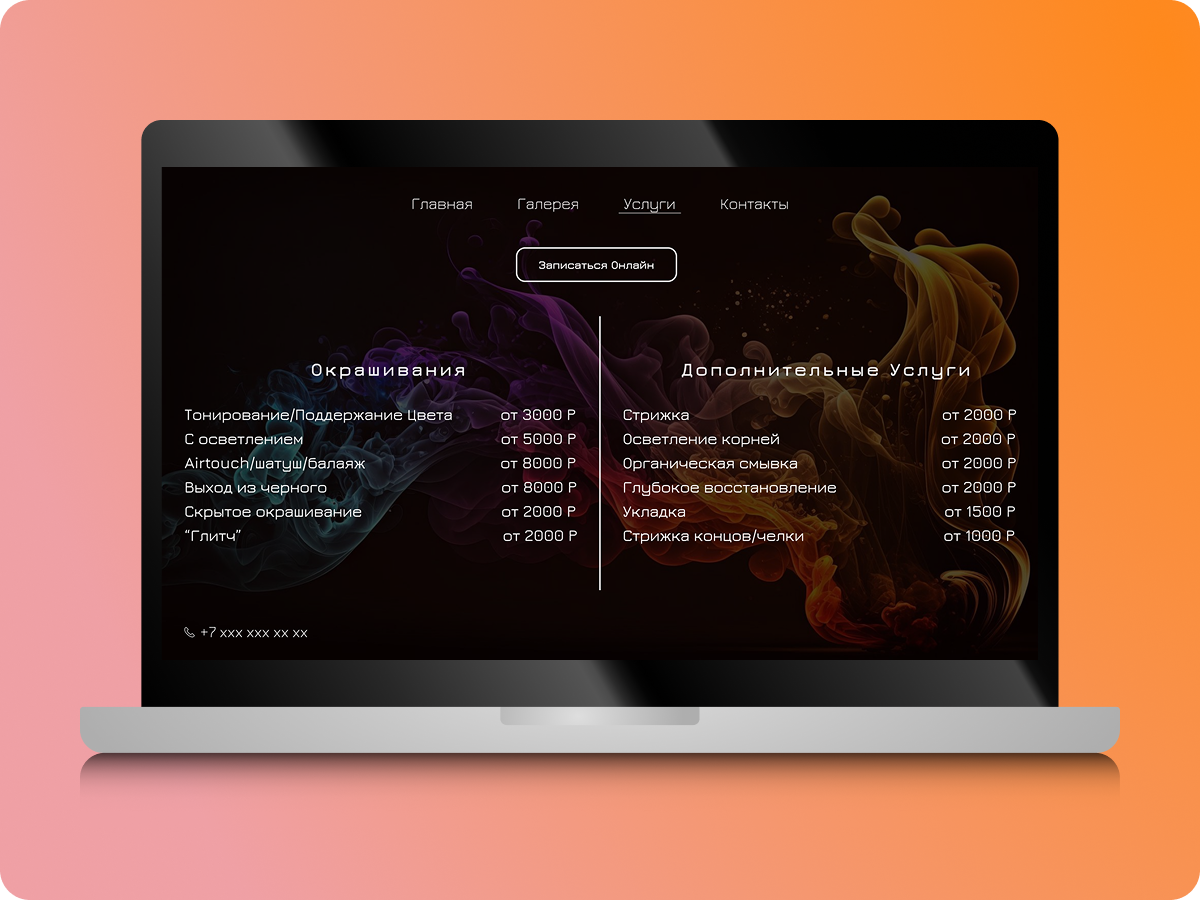 Главная Галерея Услуги Контакты
Записаться Онлайн
Окрашивания
Тонирование/Поддержание Цвета от 3000 Р
С осветлением от 5000 Р
Airtouch/шатуш/балаяж от 8000 Р
Выход из черного от 8000 Р
Скрытое окрашивание от 2000 Р
“Глитч” от 2000 Р
Дополнительные Услуги
Стрижка от 2000 Р
Осветление корней от 2000 Р
Органическая смывка от 2000 Р
Глубокое восстановление от 2000 Р
Укладка от 1500 Р
Стрижка концов/челки от 1000 Р
+7 xxx xxx xx xx